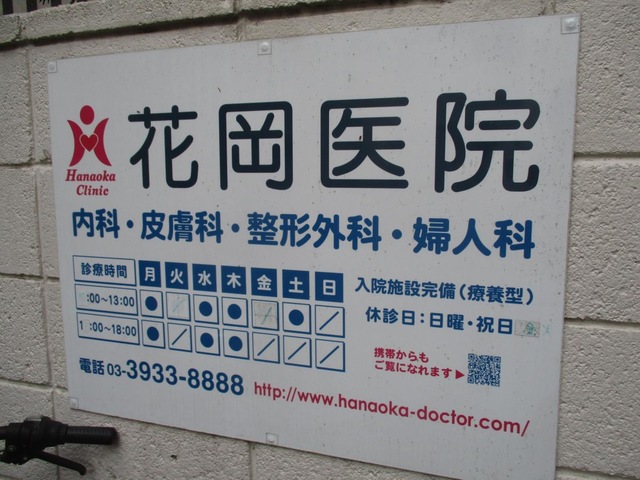 花岡医院
Hanaoka
Clinic
内科・皮膚科・整形外科・婦人科
診療時間 月 火 水 木 金 土 日
:00～13:00 ● ／ ● ● ／ ● ／
1 :00～18:00 ● ／ ● ● ／ ／ ／
入院施設完備（療養型）
休診日：日曜・祝日
携帯からも
ご覧になれます▶
電話 03-3933-8888
http://www.hanaoka-doctor.com/